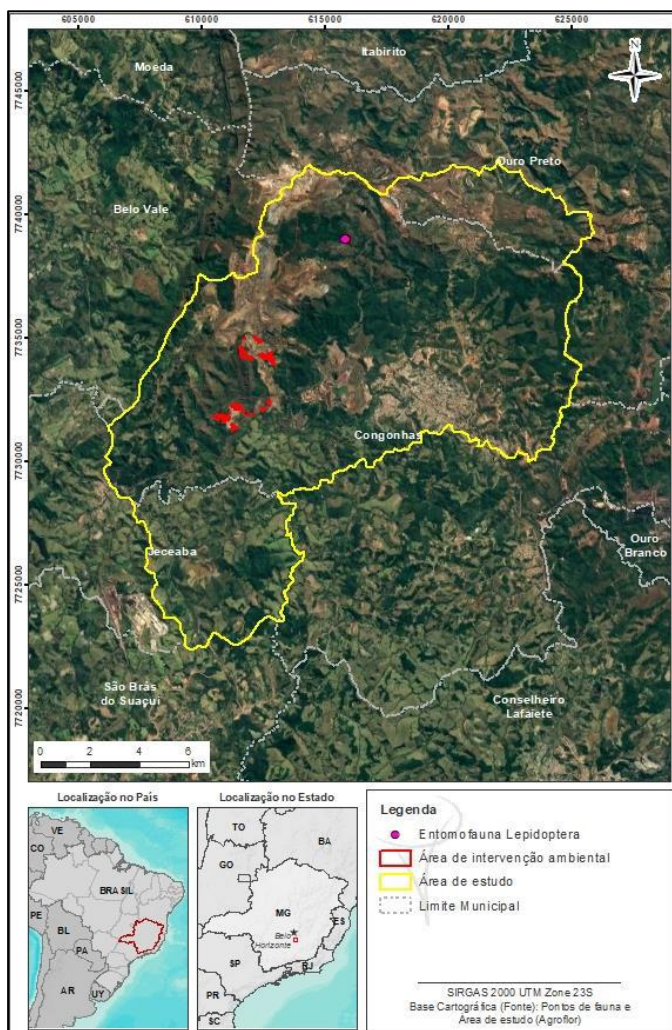 605000 610000 615000 620000 625000
7745000
7740000
7735000
7730000
7725000
7720000
Itabirito
Moeda
Ouro Preto
Belo Vale
Congonhas
Jeceaba
Ouro
Branco
São Brás
do Suaçuí
Conselheiro
Lafaiete
0 2 4 6
km
Localização no País
VE
CO
BRASIL
PE
BL
PA
AR
UY
Localização no Estado
TO
BA
GO
MG
ES
Belo
Horizonte
SP
RJ
PR
SC
Legenda
Entomofauna Lepidoptera
Área de intervenção ambiental
Área de estudo
Limite Municipal
SIRGAS 2000 UTM Zone 23S
Base Cartográfica (Fonte): Pontos de fauna e
Area de estudo (Agroflor)